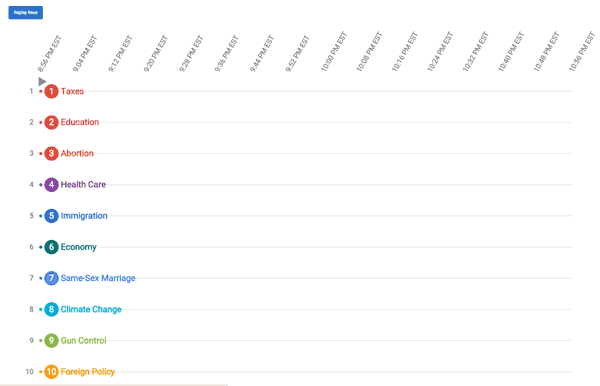 Replay Race
8:56 PM EST
9:04 PM EST
9:12 PM EST
9:20 PM EST
9:28 PM EST
9:36 PM EST
9:44 PM EST
9:52 PM EST
10:00 PM EST
10:08 PM EST
10:16 PM EST
10:24 PM EST
10:32 PM EST
10:40 PM EST
10:48 PM EST
10:56 PM EST
1 1 Taxes
2 2 Education
3 3 Abortion
4 4 Health Care
5 5 Immigration
6 6 Economy
7 7 Same-Sex Marriage
8 8 Climate Change
9 9 Gun Control
10 10 Foreign Policy